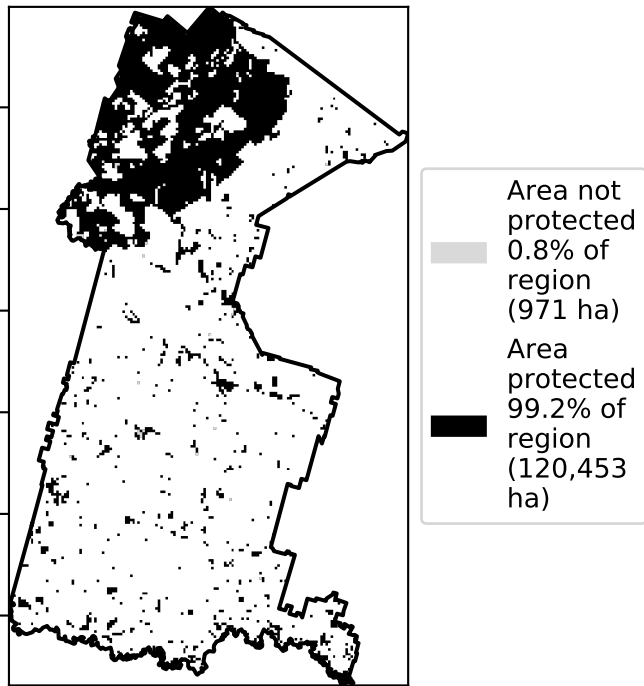 Area not
protected
0.8% of
region
(971 ha)
Area
protected
99.2% of
region
(120,453
ha)